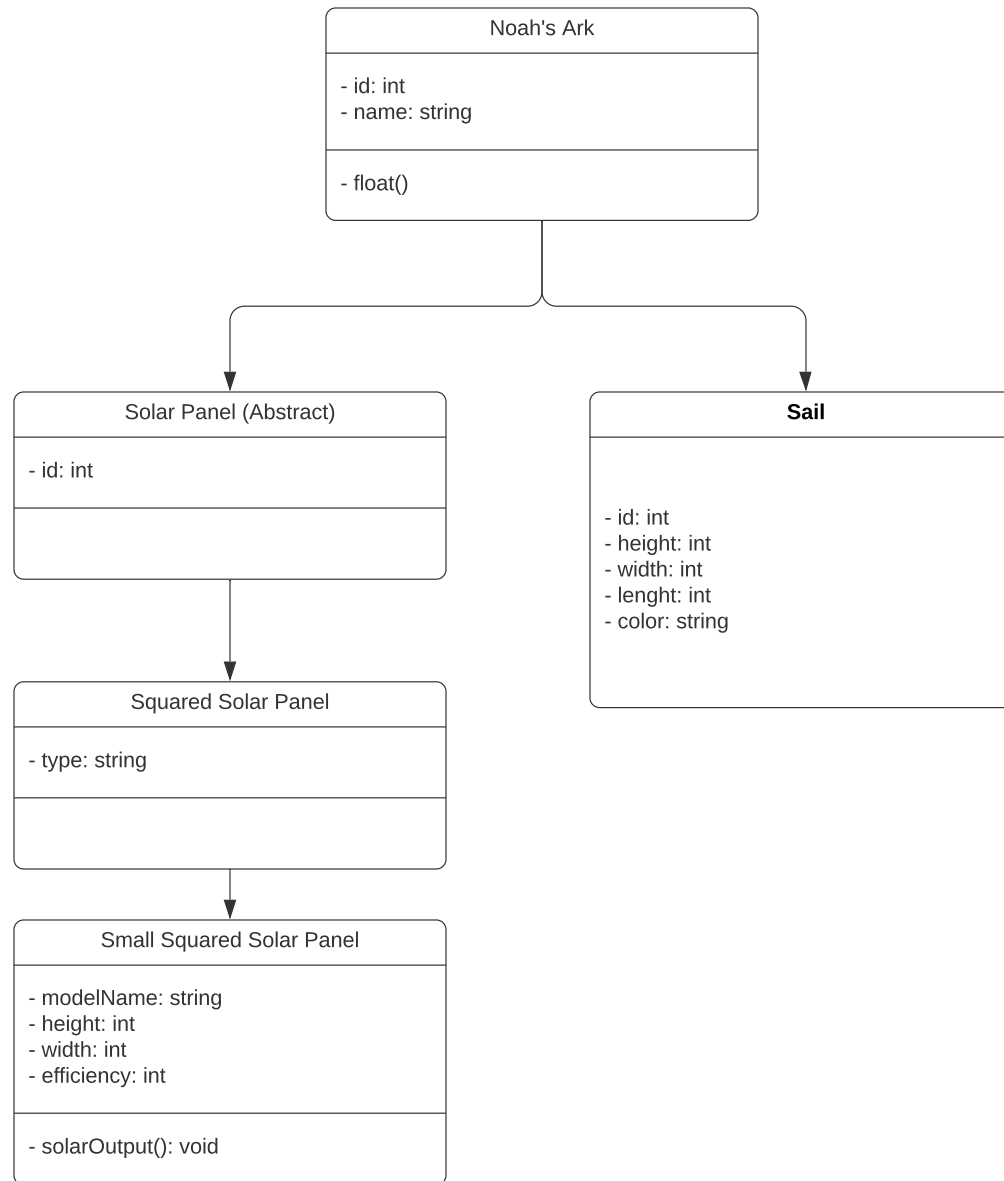 Noah's Ark
- id: int
- name: string
- float()
Solar Panel (Abstract)
- id: int
Sail
- id: int
- height: int
- width: int
- lenght: int
- color: string
Squared Solar Panel
- type: string
Small Squared Solar Panel
- modelName: string
- height: int
- width: int
- efficiency: int
- solarOutput(): void